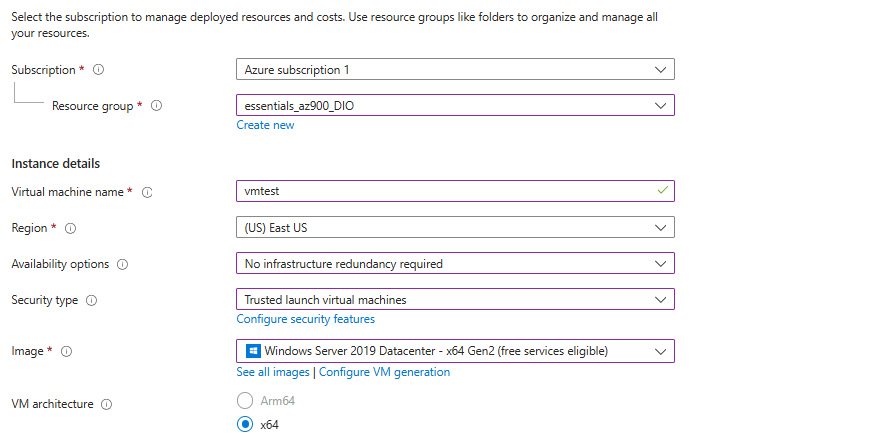 Select the subscription to manage deployed resources and costs. Use resource groups like folders to organize and manage all
your resources.
Subscription *
Azure subscription 1
Resource group *
essentials_az900_DIO
Create new
Instance details
Virtual machine name *
vmtest
Region *
(US) East US
Availability options
No infrastructure redundancy required
Security type
Trusted launch virtual machines
Configure security features
Image *
Windows Server 2019 Datacenter - x64 Gen2 (free services eligible)
See all images | Configure VM generation
VM architecture
Arm64
x64